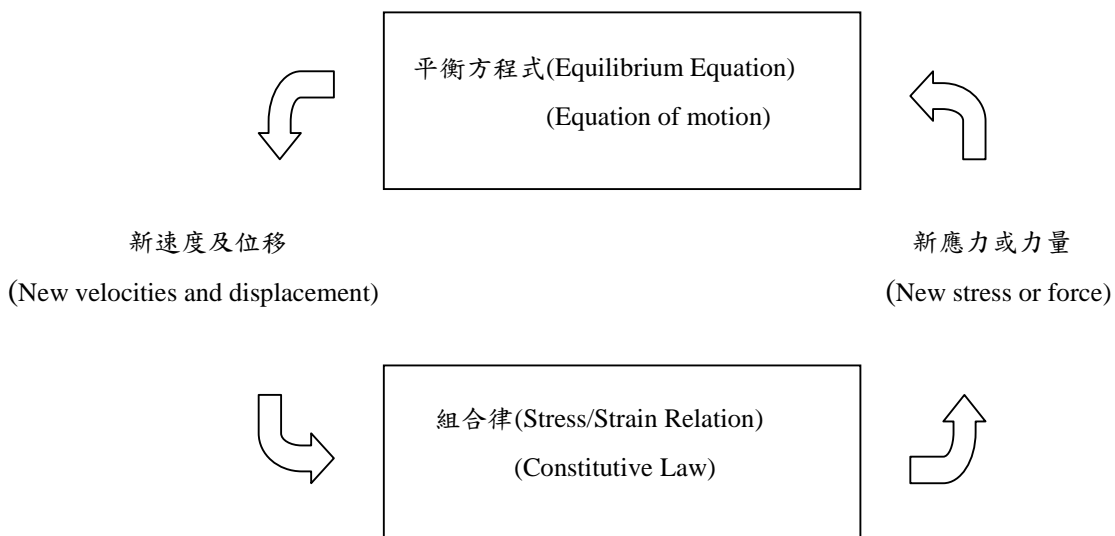 平衡方程式(Equilibrium Equation)
(Equation of motion)
新速度及位移
(New velocities and displacement)
新應力或力量
(New stress or force)
組合律(Stress/Strain Relation)
(Constitutive Law)